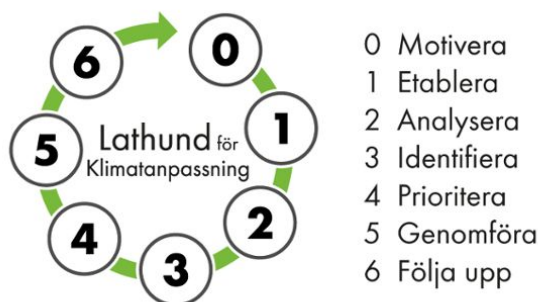 0
1
2
3
4
5
6
Lathund för
Klimatanpassning
0 Motivera
1 Etablera
2 Analysera
3 Identifiera
4 Prioritera
5 Genomföra
6 Följa upp